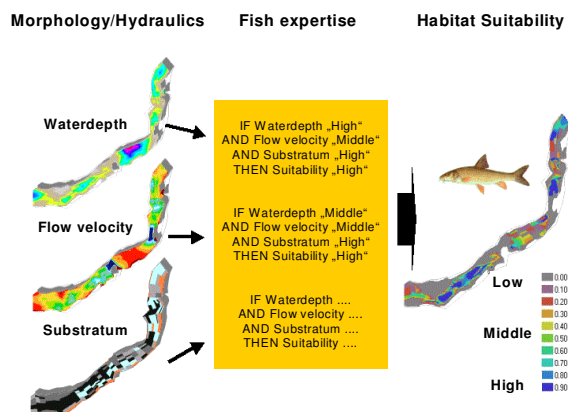 Morphology/Hydraulics
Fish expertise
Habitat Suitability
Waterdepth
Flow velocity
Substratum
IF Waterdepth „High“
AND Flow velocity „Middle“
AND Substratum „High“
THEN Suitability „High“
IF Waterdepth „Middle“
AND Flow velocity „Middle“
AND Substratum „High“
THEN Suitability „High“
IF Waterdepth ....
AND Flow velocity ....
AND Substratum ....
THEN Suitability ....
Low
Middle
High
0.00
0.10
0.20
0.30
0.40
0.50
0.60
0.70
0.80
0.90